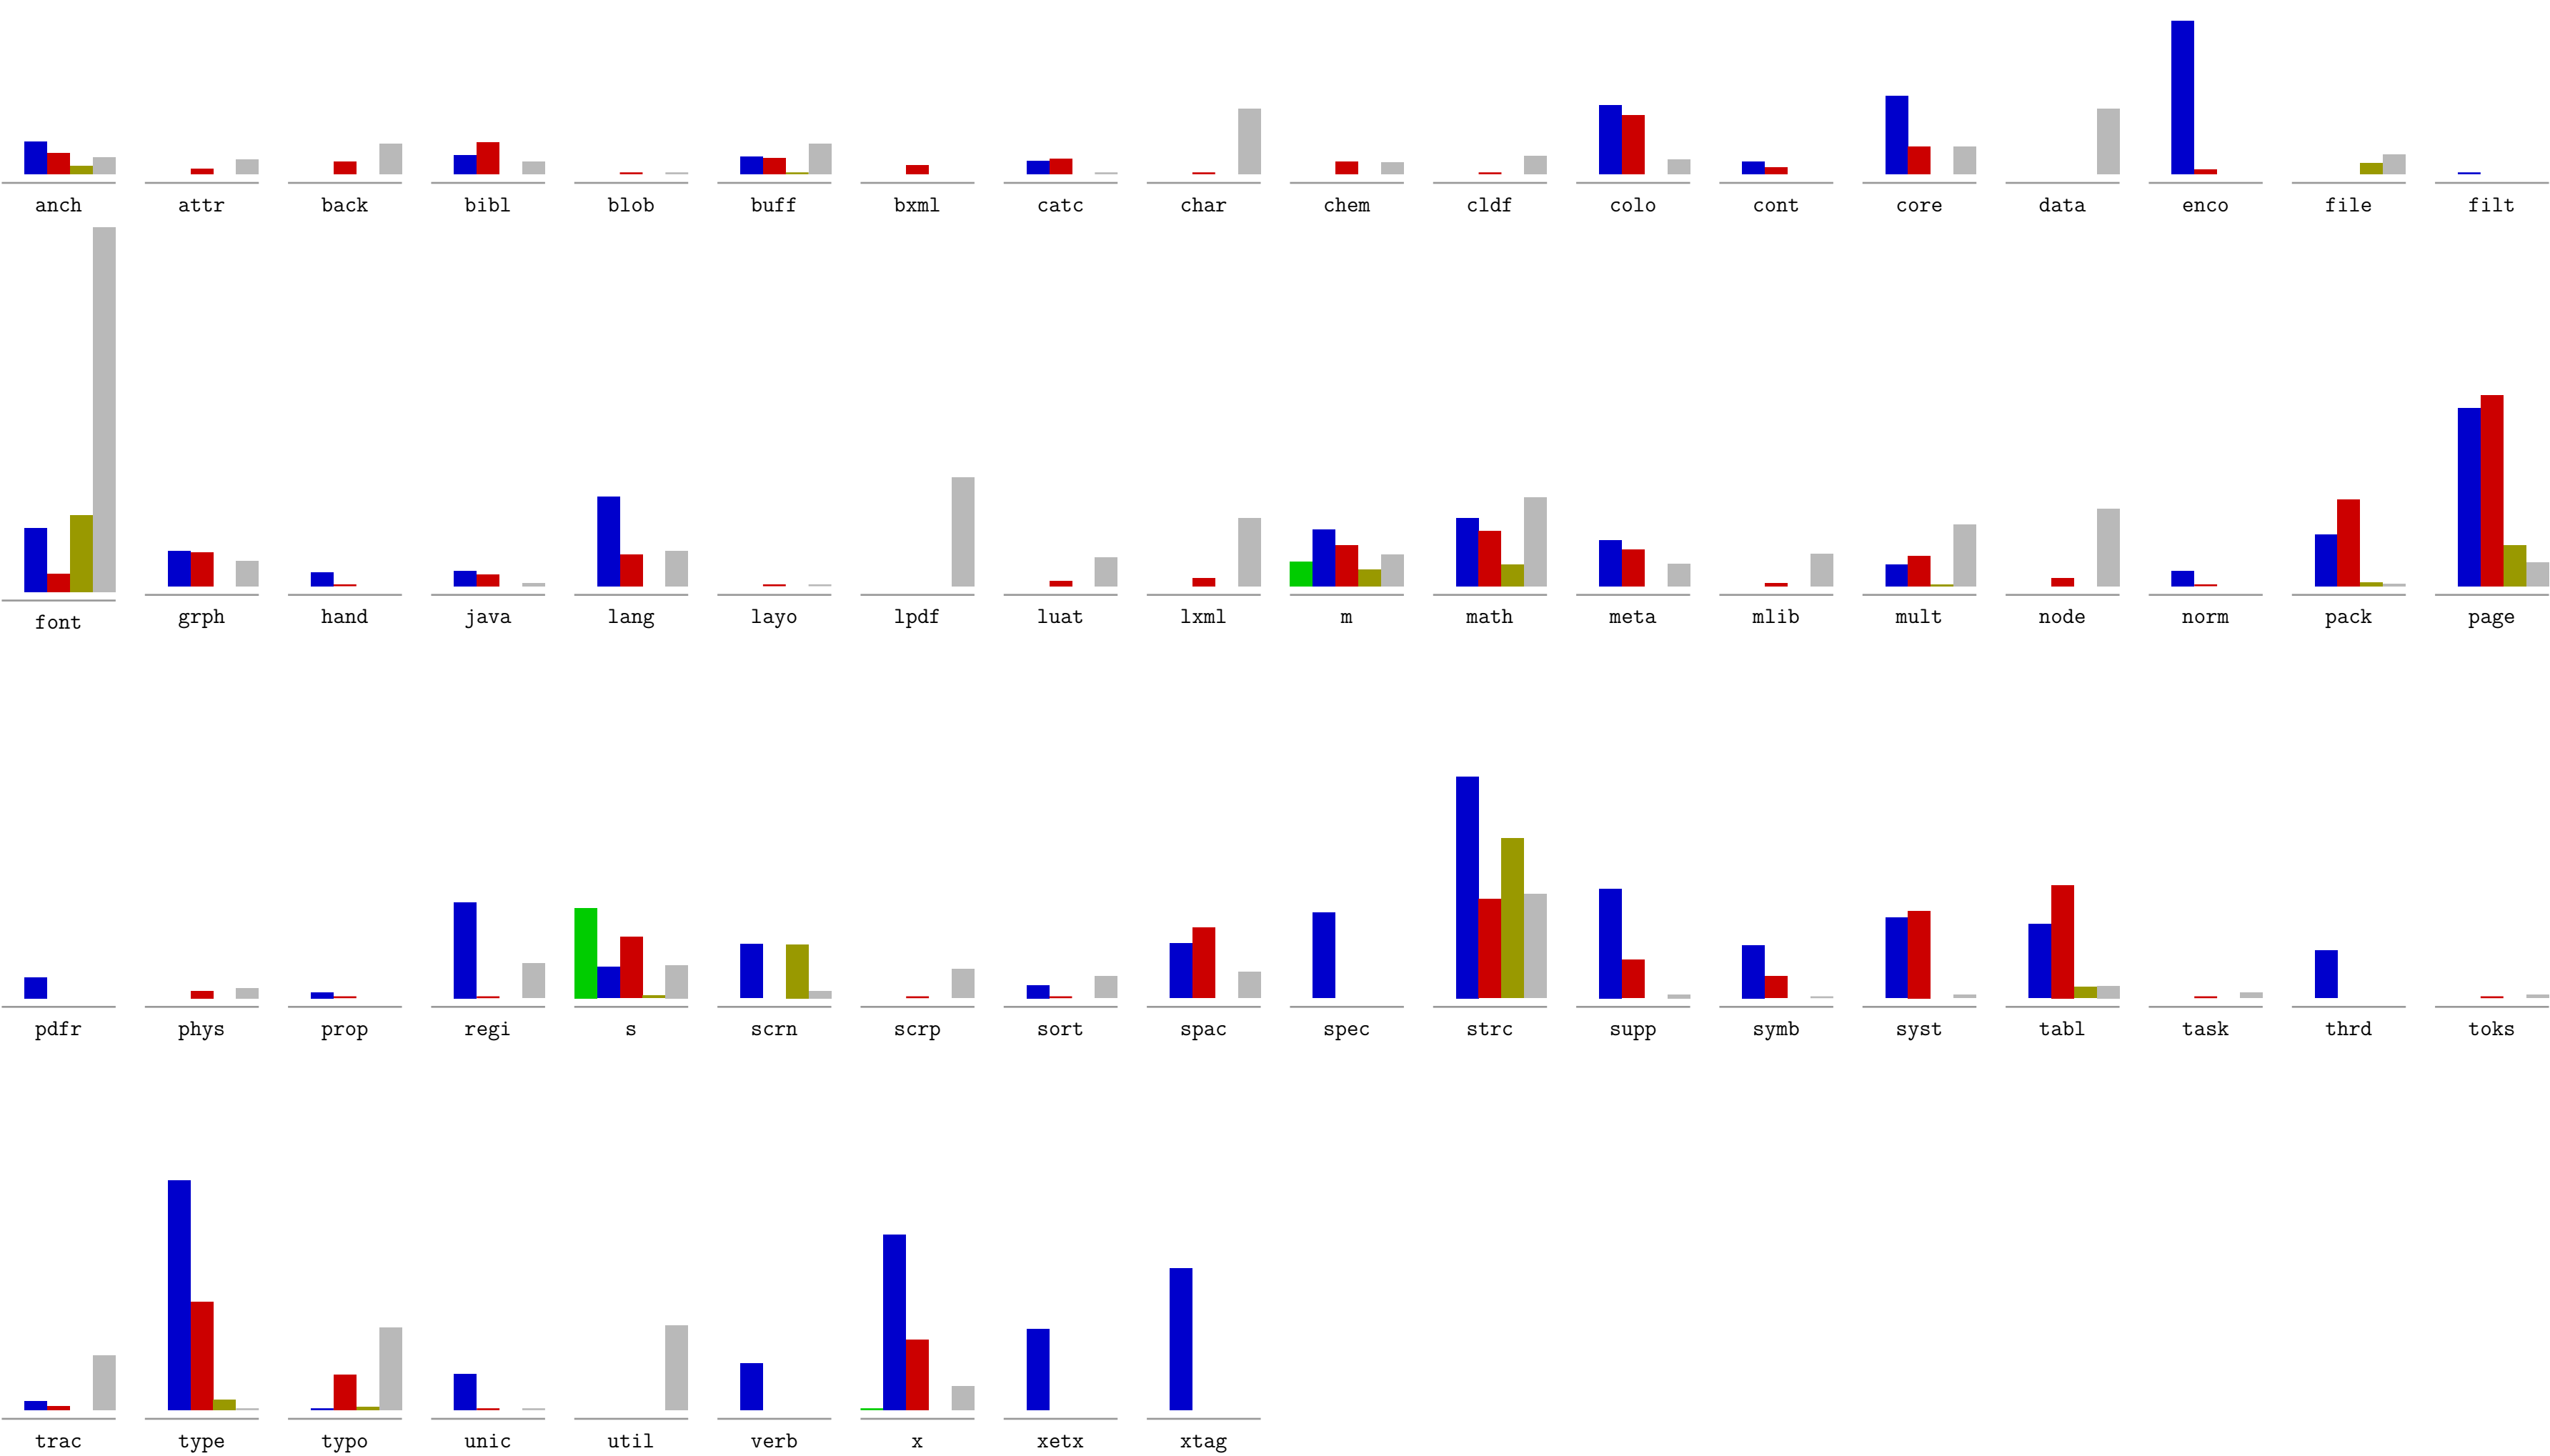 anch attr back bibl blob buff bxml catc char chem cldf colo cont core data enco file filt
font grph hand java lang layo lpdf luat lxml m math meta mlib mult node norm pack page
pdfr phys prop regi s scrn scrp sort spac spec strc supp symb syst tabl task thrd toks
trac type typo unic util verb x xetx xtag